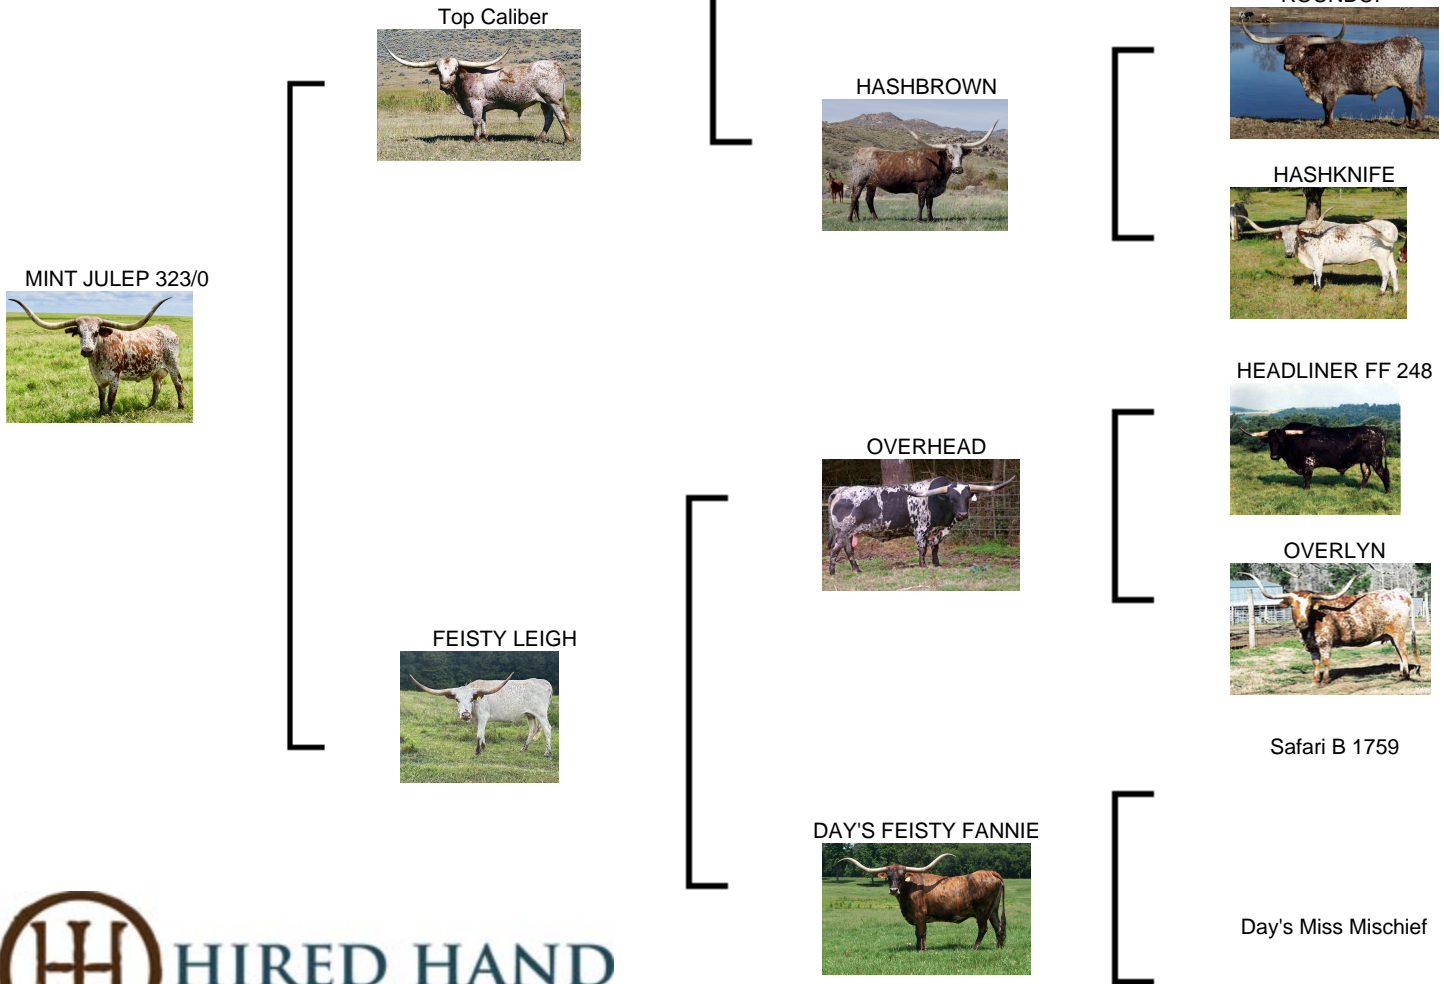 Top Caliber
HASHBROWN
HASHKNIFE
MINT JULEP 323/0
HEADLINER FF 248
OVERHEAD
OVERLYN
FEISTY LEIGH
Safari B 1759
DAY'S FEISTY FANNIE
Day's Miss Mischief
HIRED HAND